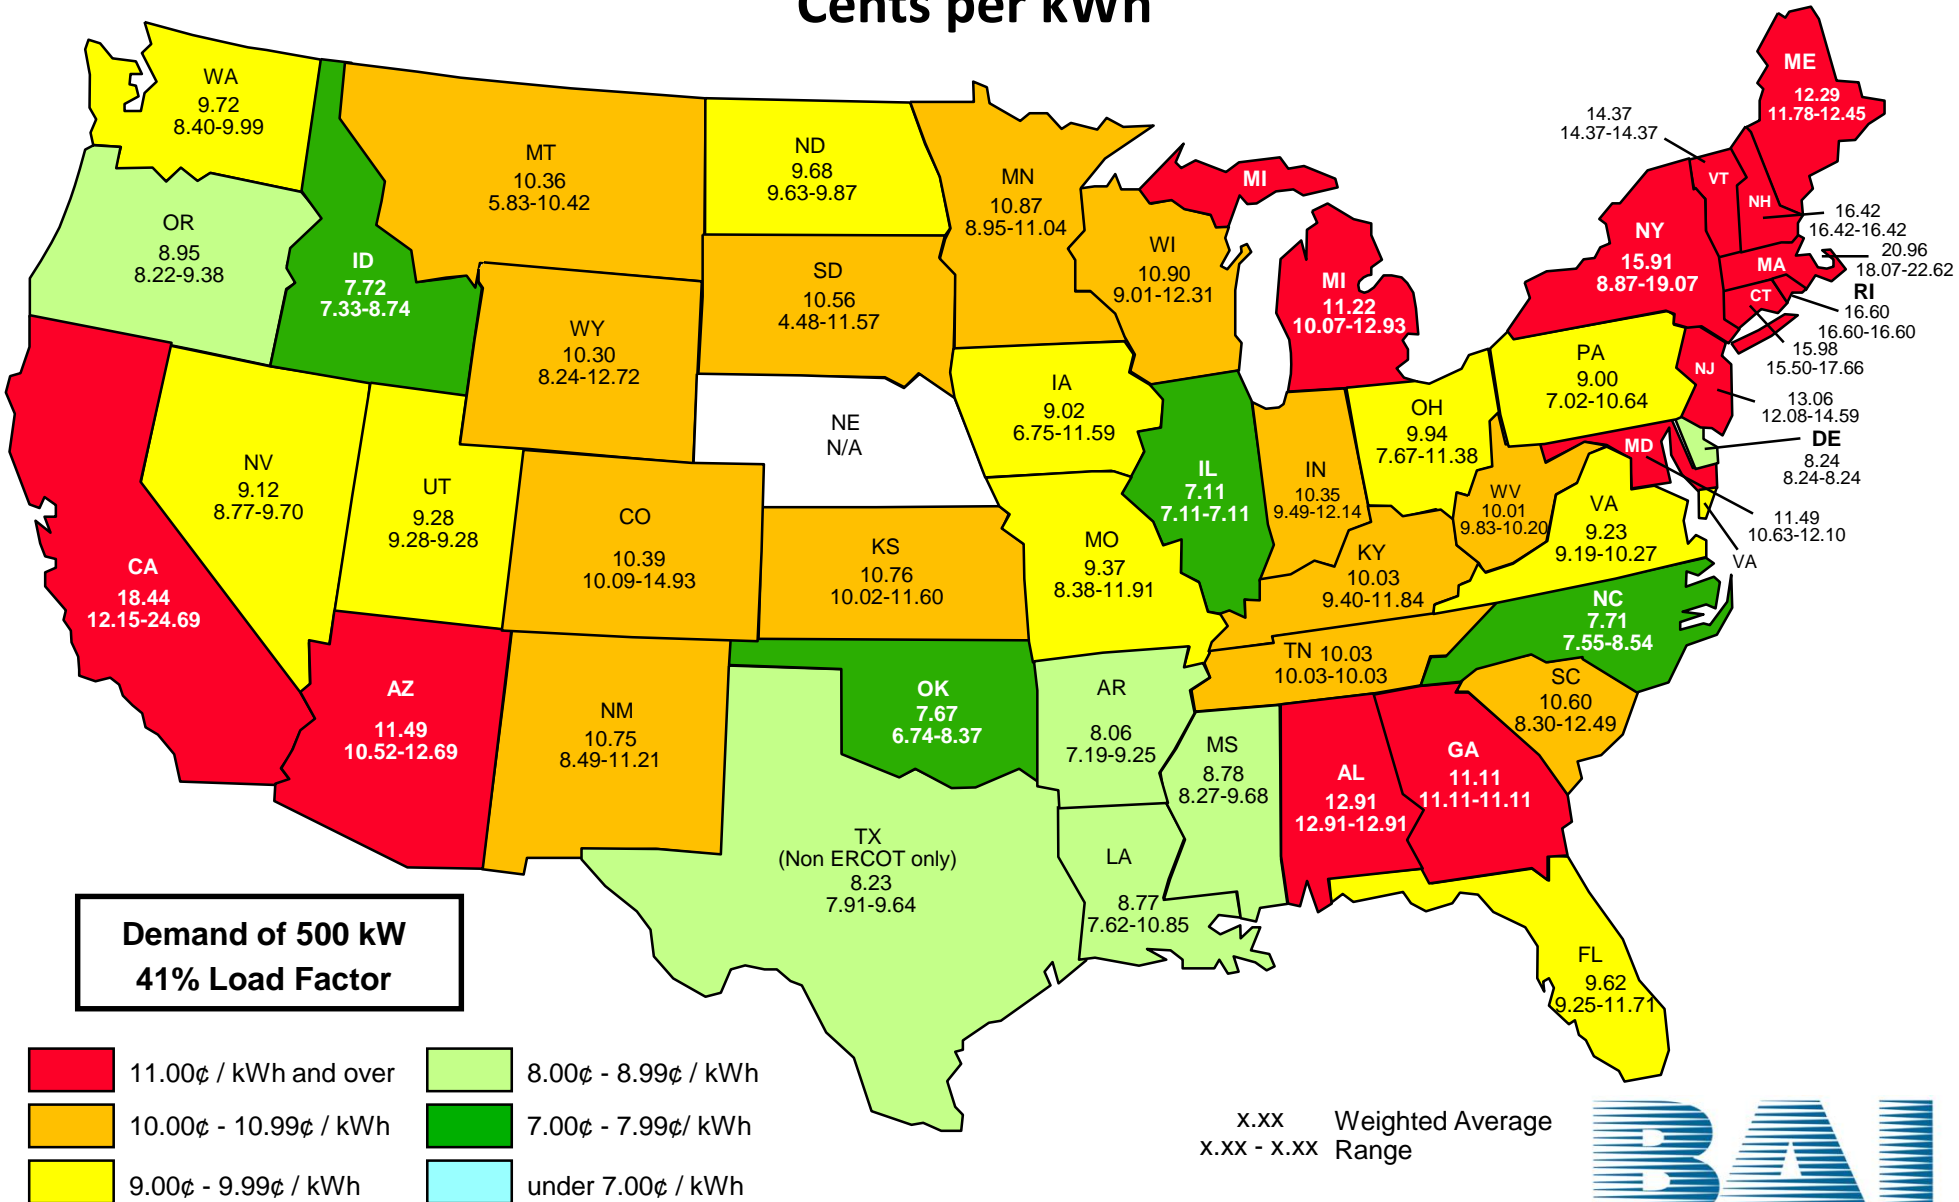 Cents per kWh
WA
9.72
8.40-9.99
OR
8.95
8.22-9.38
CA
18.44
12.15-24.69
ID
7.72
7.33-8.74
NV
9.12
8.77-9.70
UT
9.28
9.28-9.28
AZ
11.49
10.52-12.69
MT
10.36
5.83-10.42
WY
10.30
8.24-12.72
CO
10.39
10.09-14.93
NM
10.75
8.49-11.21
ND
9.68
9.63-9.87
SD
10.56
4.48-11.57
NE
N/A
KS
10.76
10.02-11.60
OK
7.67
6.74-8.37
TX
(Non ERCOT only)
8.23
7.91-9.64
MN
10.87
8.95-11.04
IA
9.02
6.75-11.59
MO
9.37
8.38-11.91
AR
8.06
7.19-9.25
LA
8.77
7.62-10.85
WI
10.90
9.01-12.31
IL
7.11
7.11-7.11
MS
8.78
8.27-9.68
MI
MI
11.22
10.07-12.93
IN
10.35
9.49-12.14
OH
9.94
7.67-11.38
KY
10.03
9.40-11.84
TN 10.03
10.03-10.03
AL
12.91
12.91-12.91
GA
11.11
11.11-11.11
FL
9.62
9.25-11.71
SC
10.60
8.30-12.49
NC
7.71
7.55-8.54
WV
10.01
9.83-10.20
VA
9.23
9.19-10.27
VA
PA
9.00
7.02-10.64
NY
15.91
8.87-19.07
ME
12.29
11.78-12.45
14.37
14.37-14.37
VT
NH
16.42
16.42-16.42
MA
20.96
18.07-22.62
RI
16.60
16.60-16.60
CT
15.98
15.50-17.66
NJ
13.06
12.08-14.59
DE
8.24
8.24-8.24
MD
11.49
10.63-12.10
Demand of 500 kW
41% Load Factor
11.00¢ / kWh and over
10.00¢ - 10.99¢ / kWh
9.00¢ - 9.99¢ / kWh
8.00¢ - 8.99¢ / kWh
7.00¢ - 7.99¢/ kWh
under 7.00¢ / kWh
x.xx Weighted Average
x.xx - x.xx Range
BAI